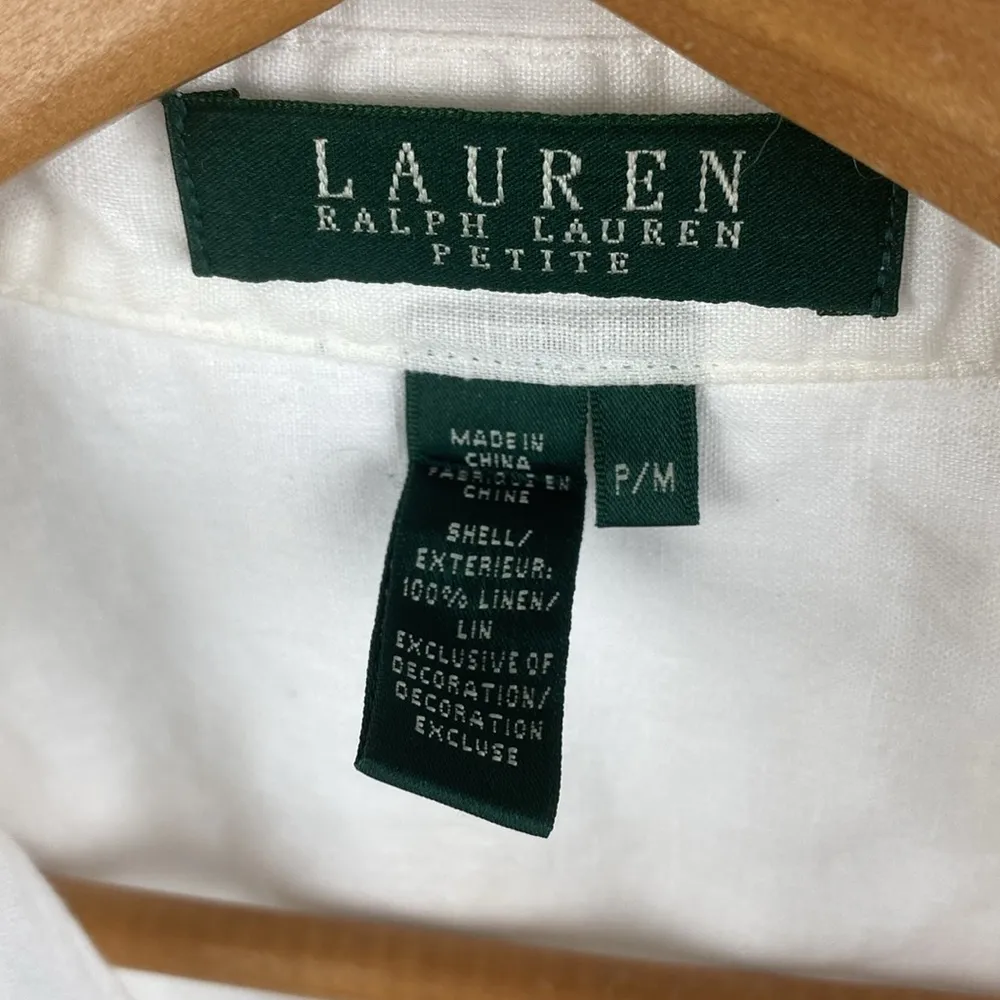 LAUREN
RALPH LAUREN
PETITE
MADE IN
CHINA
FABRIQUE EN
CHINE
SHELL/
EXTERIEUR:
100% LINEN/
LIN
EXCLUSIVE OF
DECORATION/
DECORATION
EXCLUSE
P/M